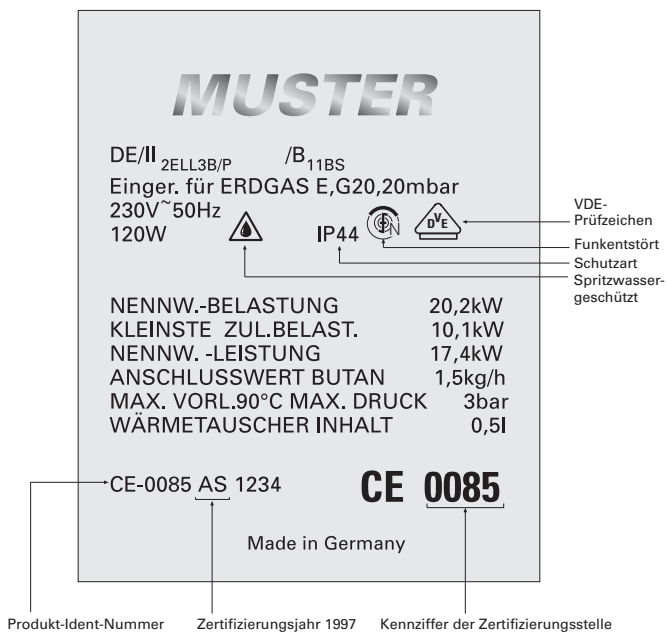 MUSTER
DE/II 2ELL3B/P /B11BS
Einger. für ERDGAS E,G20,20mbar
230V~50Hz
120W
IP44
N
DVE
VDE-
Prüfzeichen
Funkentstört
Schutzart
Spritzwasser-
geschützt
NENNW.-BELASTUNG 20,2kW
KLEINSTE ZUL.BELAST. 10,1kW
NENNW. -LEISTUNG 17,4kW
ANSCHLUSSWERT BUTAN 1,5kg/h
MAX. VORL.90°C MAX. DRUCK 3bar
WÄRMETAUSCHER INHALT 0,5l
CE-0085 AS 1234 CE 0085
Made in Germany
Produkt-Ident-Nummer Zertifizierungsjahr 1997 Kennziffer der Zertifizierungsstelle